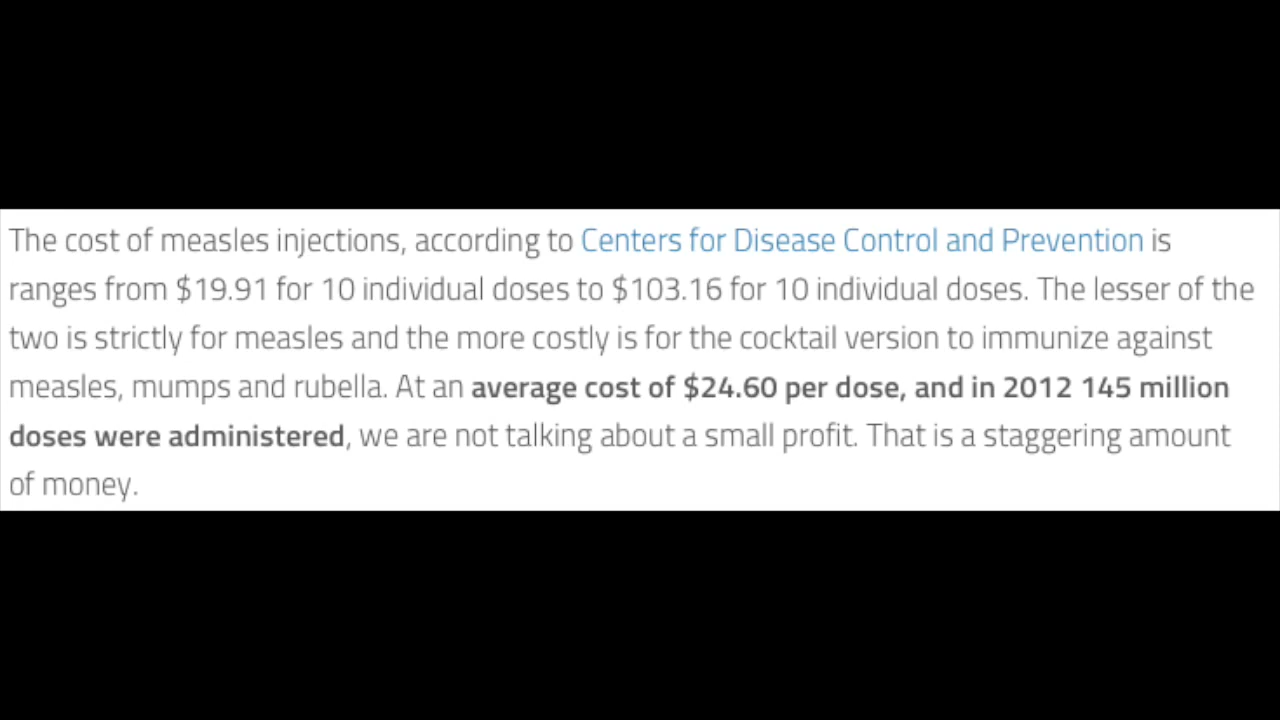 The cost of measles injections, according to Centers for Disease Control and Prevention is
ranges from $19.91 for 10 individual doses to $103.16 for 10 individual doses. The lesser of the
two is strictly for measles and the more costly is for the cocktail version to immunize against
measles, mumps and rubella. At an average cost of $24.60 per dose, and in 2012 145 million
doses were administered, we are not talking about a small profit. That is a staggering amount
of money.